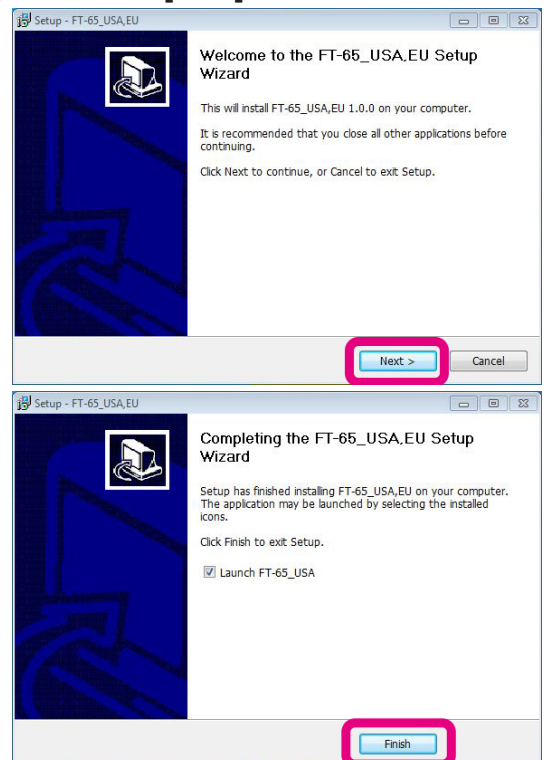 Setup - FT-65_USA,EU
Welcome to the FT-65_USA,EU Setup
Wizard
This will install FT-65_USA,EU 1.0.0 on your computer.
It is recommended that you close all other applications before
continuing.
Click Next to continue, or Cancel to exit Setup.
Next >
Cancel
Setup - FT-65_USA,EU
Completing the FT-65_USA,EU Setup
Wizard
Setup has finished installing FT-65_USA,EU on your computer.
The application may be launched by selecting the installed
icons.
Click Finish to exit Setup.
Launch FT-65_USA
Finish